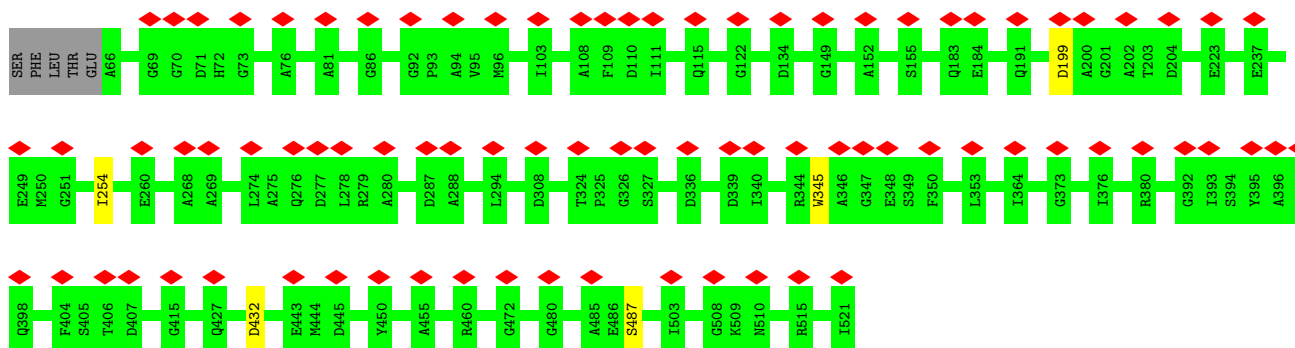 SER PHE LEU THR GLU A66 G69 G70 D71 H72 G73 A76 A81 G86 G92 P93 A94 V95 M96 I103 A108 F109 D110 I111 Q115 G122 D134 G149 A152 S155 Q183 E184 Q191 D199 A200 G201 A202 T203 D204 E223 E237
E249 M250 G251 I254 E260 A268 A269 L274 A275 Q276 D277 L278 R279 A280 D287 A288 L294 D308 T324 P325 G326 S327 D336 D339 I340 R344 W345 A346 G347 E348 S349 F350 L353 I364 G373 I376 R380 G392 I393 S394 Y395 A396
Q398 F404 S405 T406 D407 G415 Q427 D432 E443 M444 D445 Y450 A455 R460 G472 G480 A485 E486 S487 I503 G508 K509 N510 R515 I521